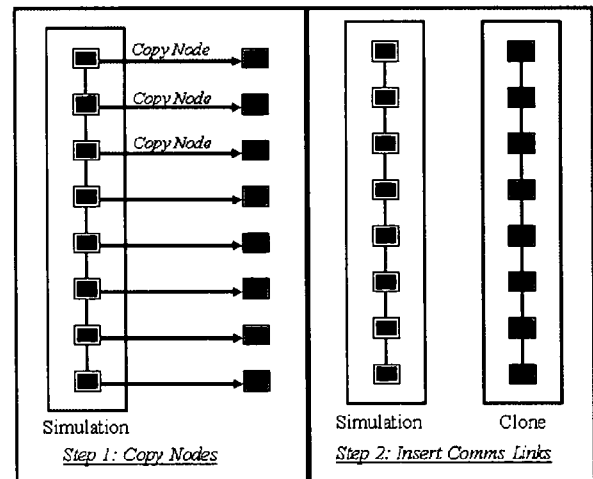 Copy Node
Copy Node
Copy Node
Simulation
Step 1: Copy Nodes
Simulation
Clone
Step 2: Insert Comms Links